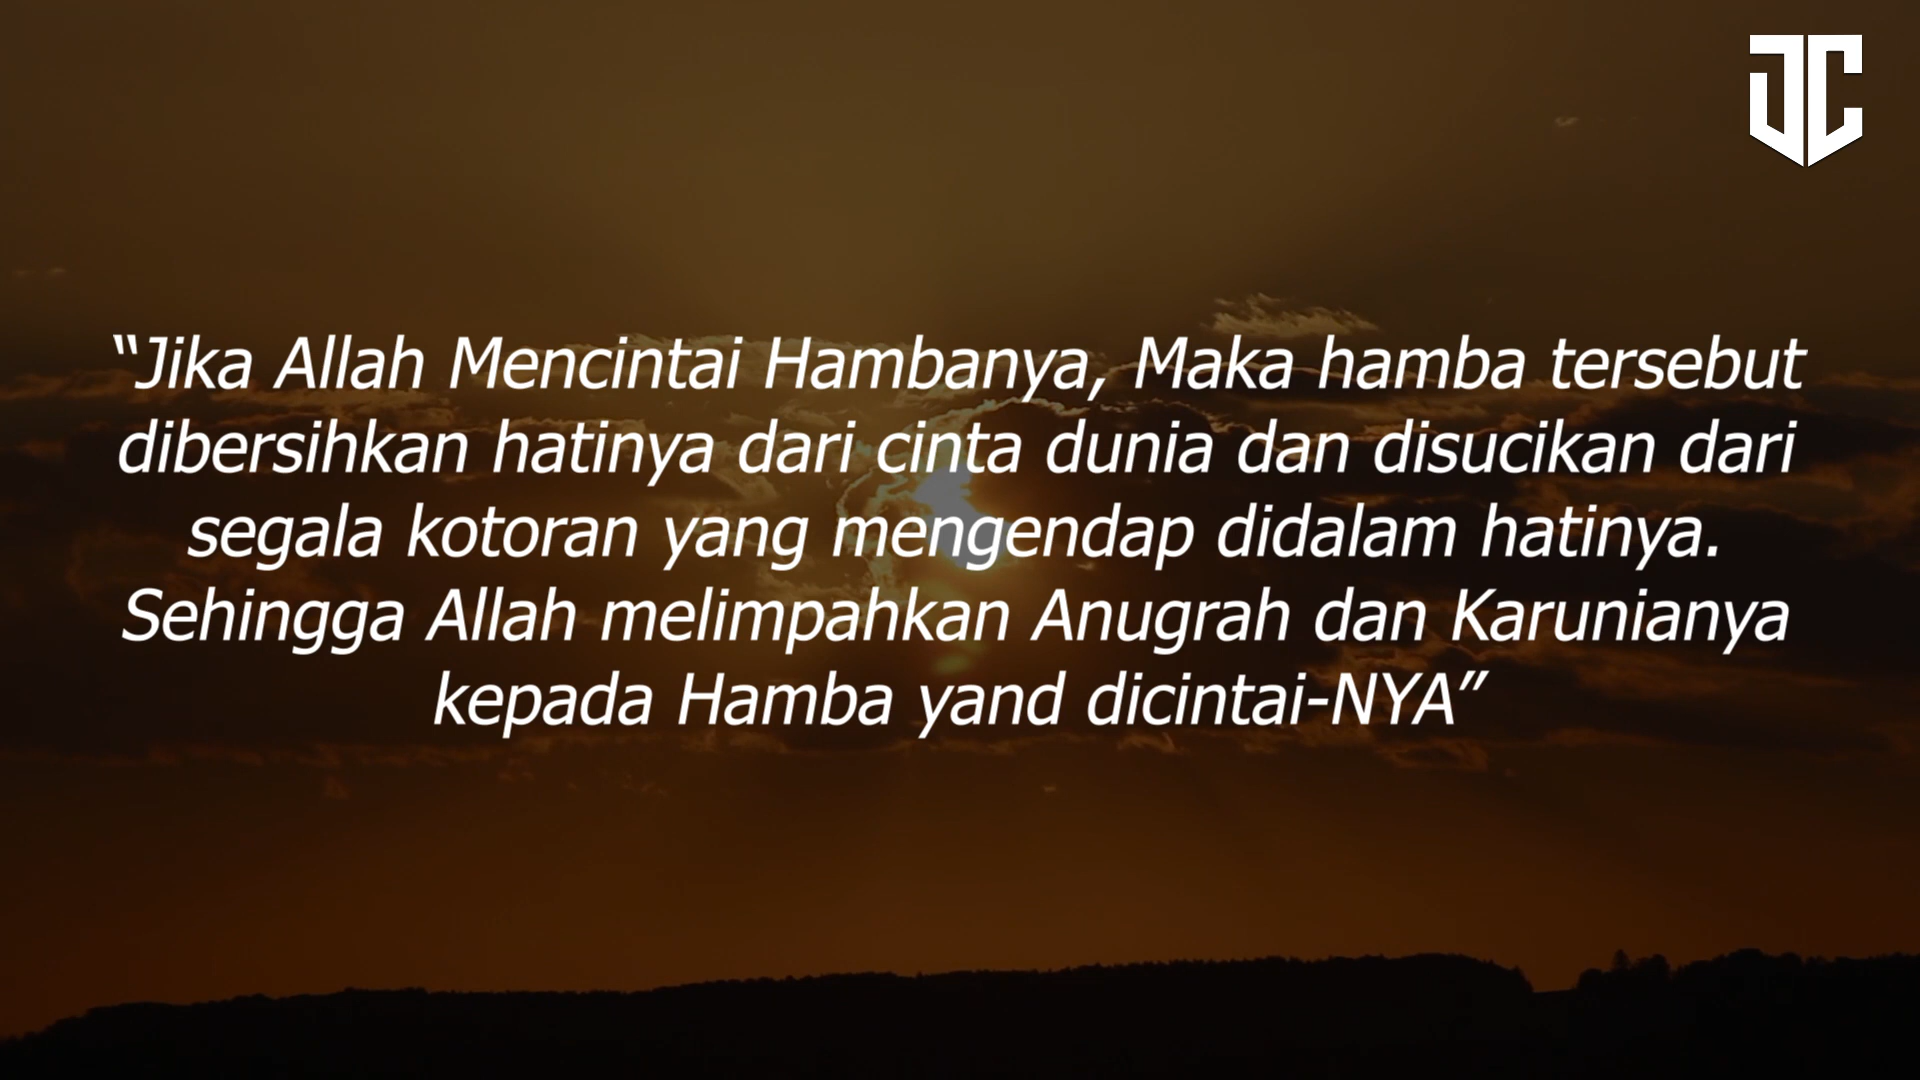 JC
“Jika Allah Mencintai Hambanya, Maka hamba tersebut
dibersihkan hatinya dari cinta dunia dan disucikan dari
segala kotoran yang mengendap didalam hatinya.
Sehingga Allah melimpahkan Anugrah dan Karunianya
kepada Hamba yand dicintai-NYA”